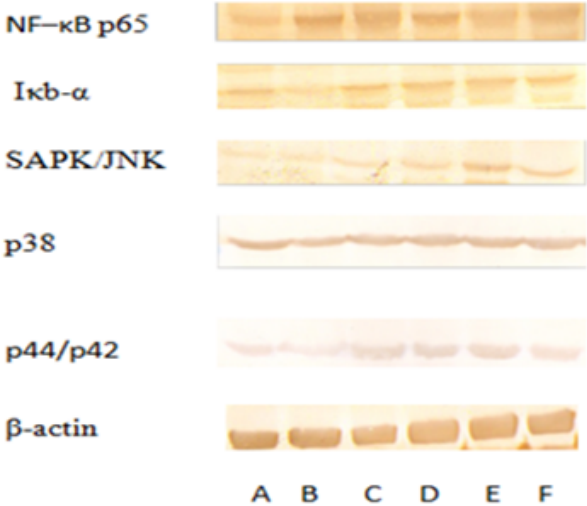 NF–κB p65
Iκb-α
SAPK/JNK
p38
p44/p42
β-actin
A B C D E F